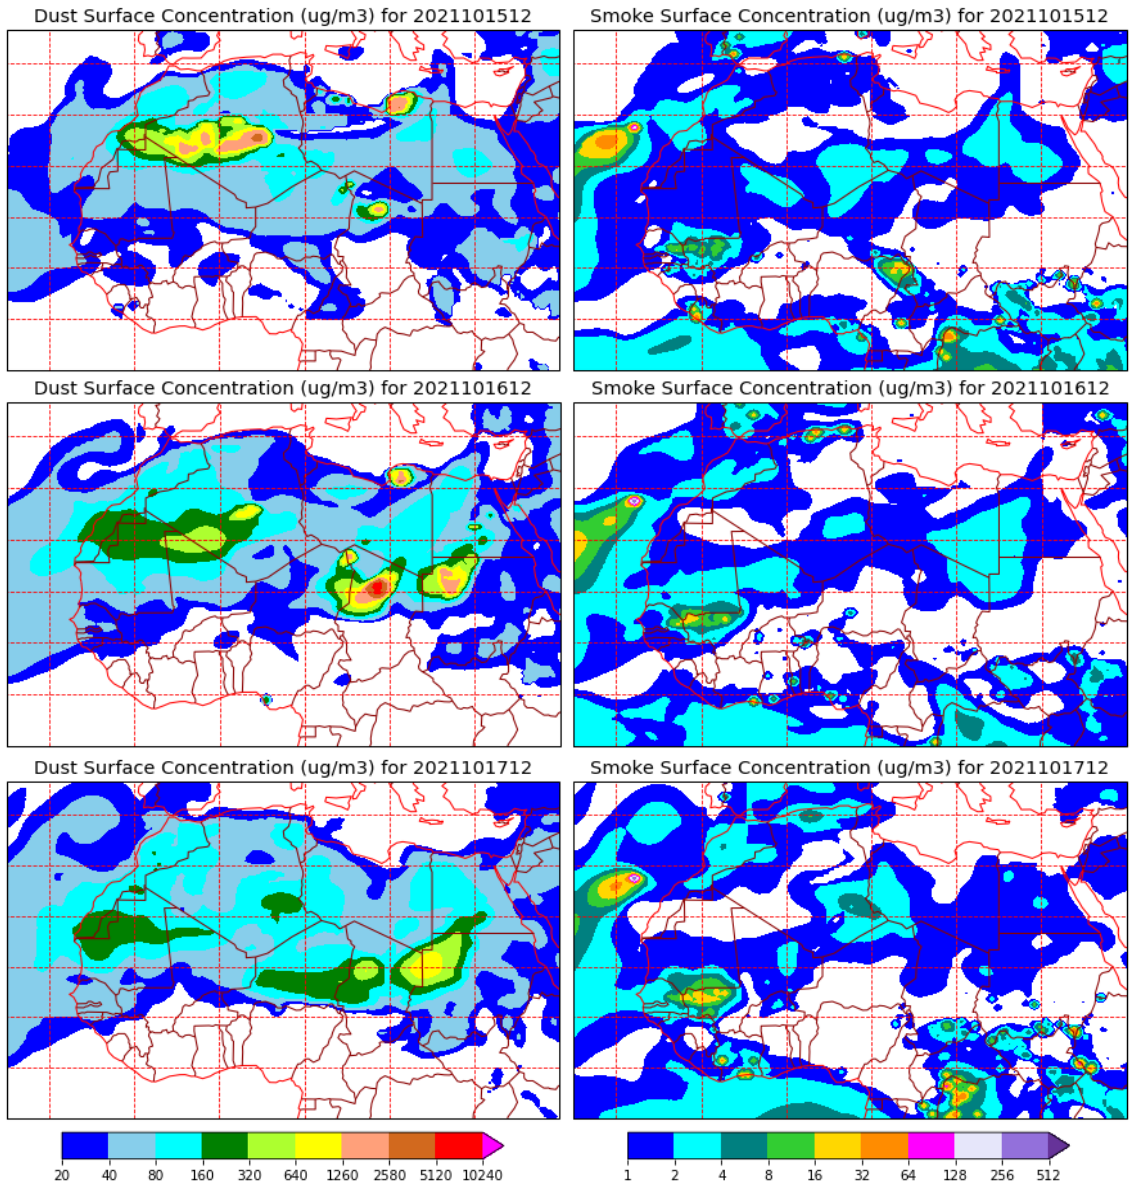 Dust Surface Concentration (ug/m3) for 2021101512
Smoke Surface Concentration (ug/m3) for 2021101512
Dust Surface Concentration (ug/m3) for 2021101612
Smoke Surface Concentration (ug/m3) for 2021101612
Dust Surface Concentration (ug/m3) for 2021101712
Smoke Surface Concentration (ug/m3) for 2021101712
20 40 80 160 320 640 1260 2580 5120 10240
1 2 4 8 16 32 64 128 256 512